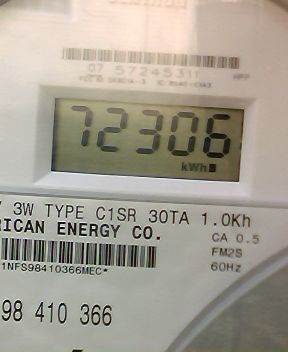 07 57245311
72306
kWh
3W TYPE C1SR 30TA 1.0Kh
RICAN ENERGY CO.
CA 0.5
FM2S
60Hz
1NFS98410366MEC*
98 410 366